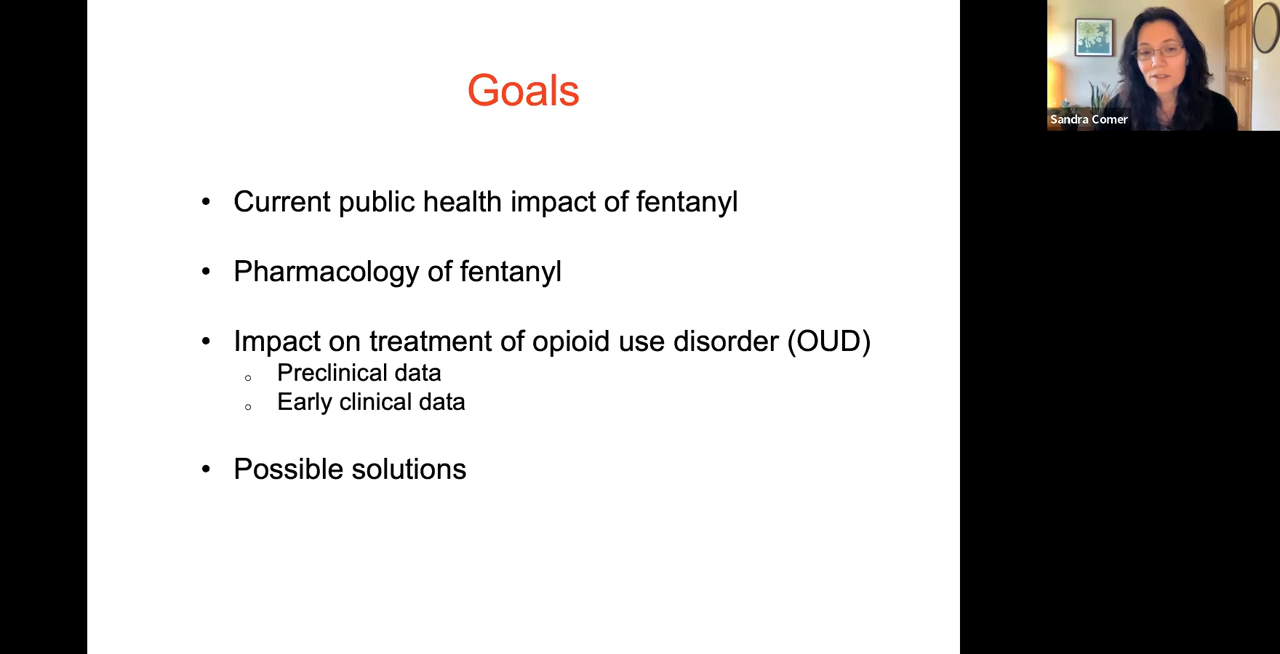 Goals
• Current public health impact of fentanyl
• Pharmacology of fentanyl
• Impact on treatment of opioid use disorder (OUD)
○ Preclinical data
○ Early clinical data
• Possible solutions
Sandra Comer